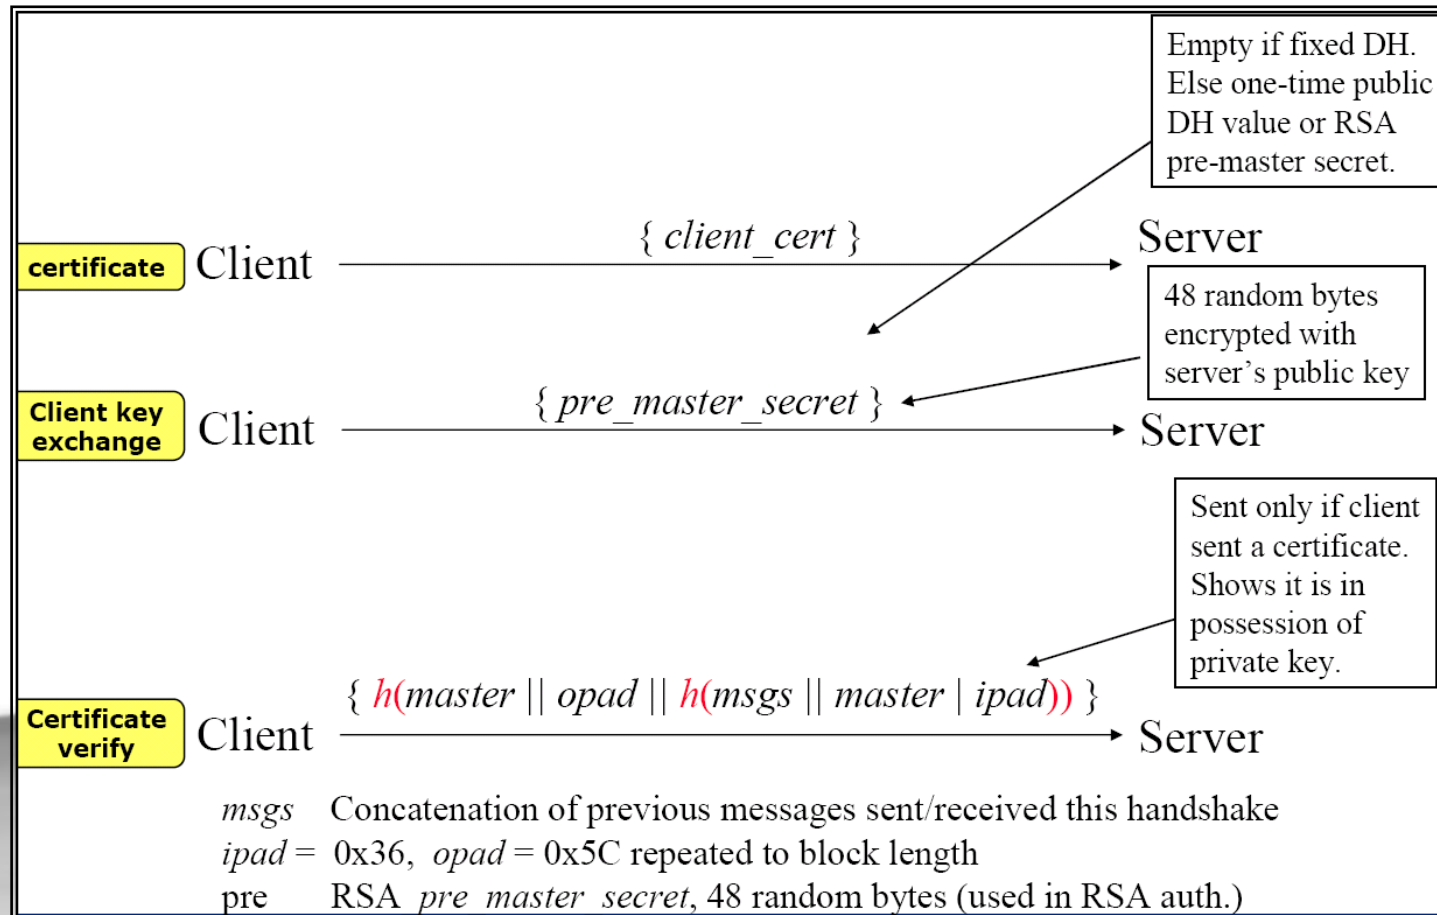 Empty if fixed DH.
Else one-time public
DH value or RSA
pre-master secret.
certificate
Client
{ client_cert }
Server
48 random bytes
encrypted with
server’s public key
Client key
exchange
Client
{ pre_master_secret }
Server
Sent only if client
sent a certificate.
Shows it is in
possession of
private key.
Certificate
verify
Client
{ h(master || opad || h(msgs || master | ipad)) }
Server
msgs Concatenation of previous messages sent/received this handshake
ipad = 0x36, opad = 0x5C repeated to block length
pre RSA pre_master_secret, 48 random bytes (used in RSA auth.)